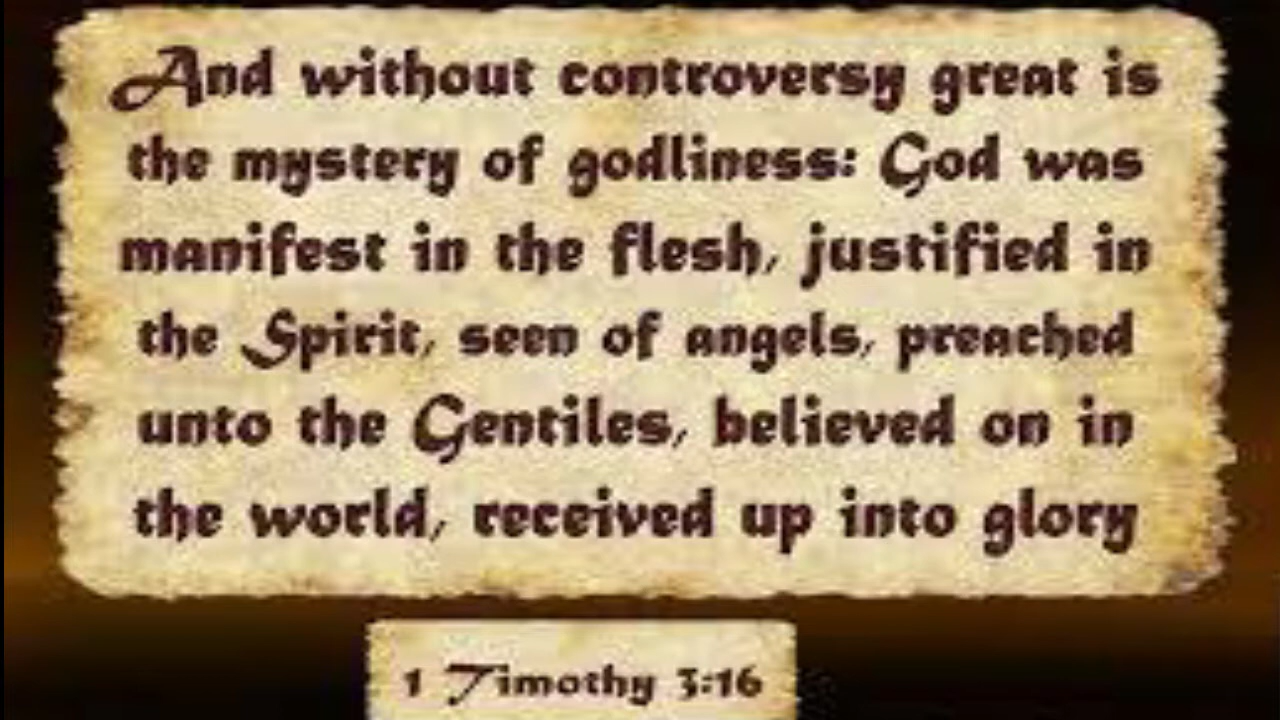 And without controversy great is
the mystery of godliness: God was
manifest in the flesh, justified in
the Spirit, seen of angels, preached
unto the Gentiles, believed on in
the world, received up into glory
1 Timothy 3:16